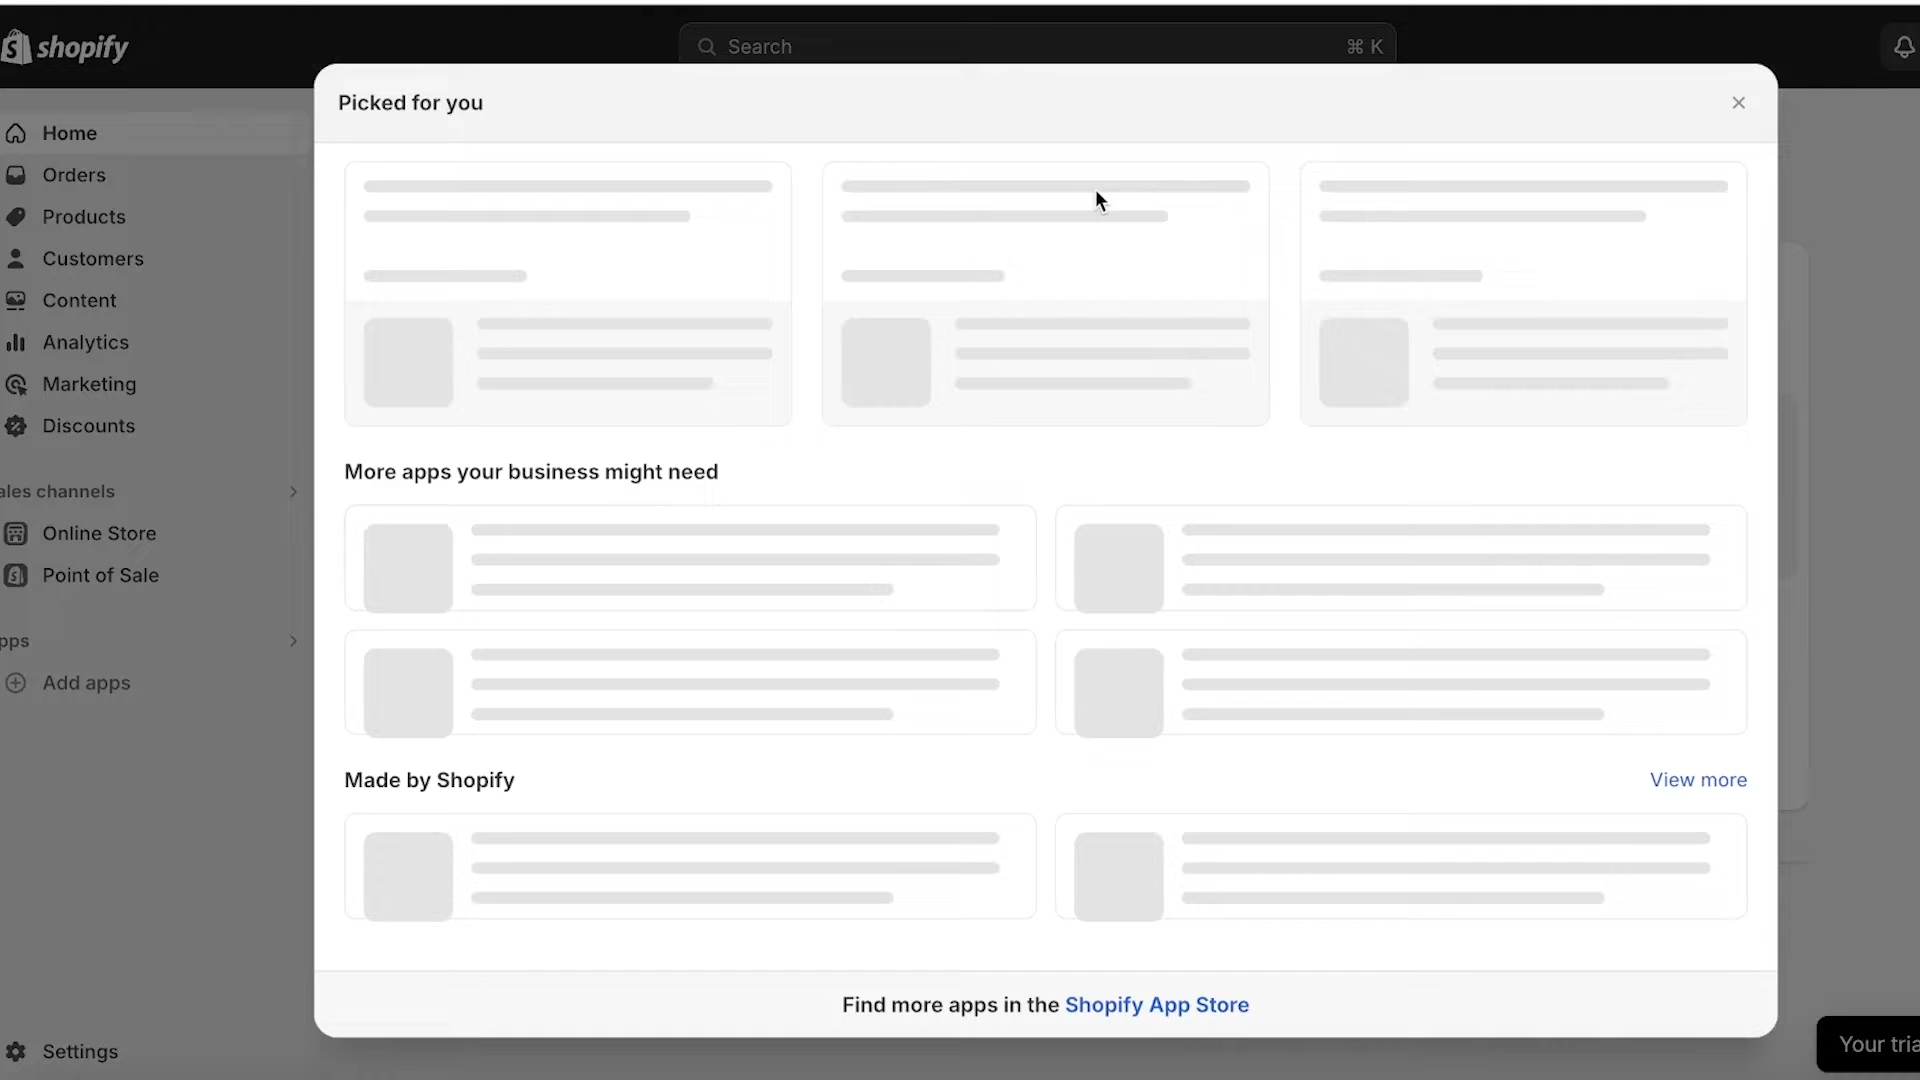 shopify
Search
⌘ K
Picked for you
Home
Orders
Products
Customers
Content
Analytics
Marketing
Discounts
ales channels
Online Store
Point of Sale
pps
Add apps
More apps your business might need
Made by Shopify
View more
Find more apps in the Shopify App Store
Settings
Your tria